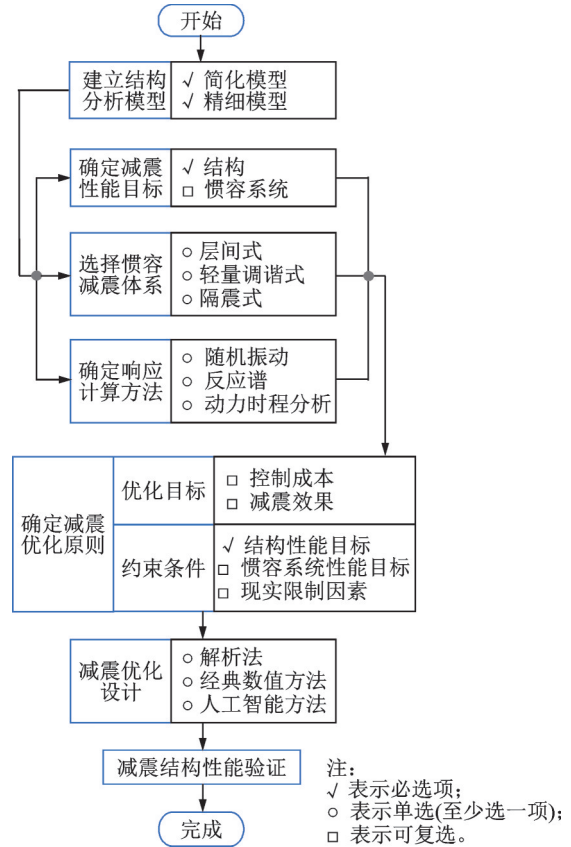 开始
建立结构
分析模型
√ 简化模型
√ 精细模型
确定减震
性能目标
√ 结构
□ 惯容系统
选择惯容
减震体系
○ 层间式
○ 轻量调谐式
○ 隔震式
确定响应
计算方法
○ 随机振动
○ 反应谱
○ 动力时程分析
确定减震
优化原则
优化目标
□ 控制成本
□ 减震效果
约束条件
√ 结构性能目标
□ 惯容系统性能目标
□ 现实限制因素
减震优化
设计
○ 解析法
○ 经典数值方法
○ 人工智能方法
减震结构性能验证
完成
注：
√ 表示必选项；
○ 表示单选(至少选一项)；
□ 表示可复选。